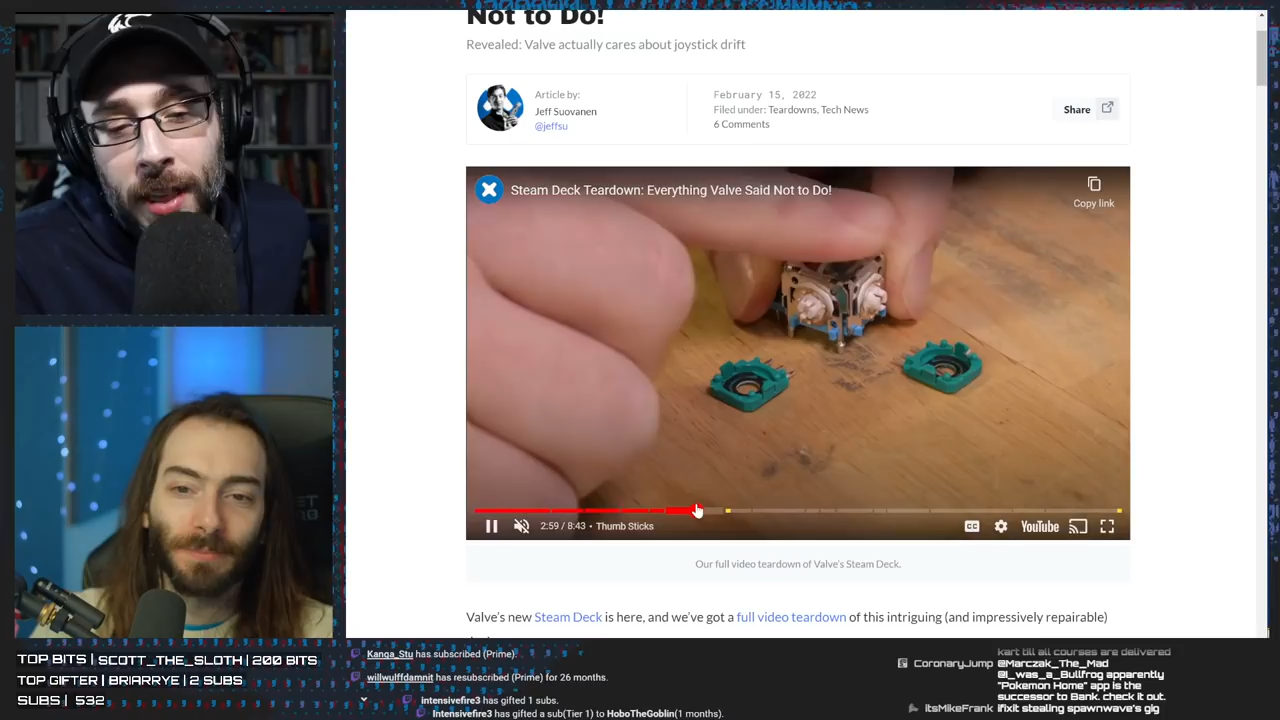 Not to Do!
Revealed: Valve actually cares about joystick drift
Article by:
Jeff Suovanen
@jeffsu
February 15, 2022
Filed under: Teardowns, Tech News
6 Comments
Share
Steam Deck Teardown: Everything Valve Said Not to Do!
Copy link
2:59 / 8:43 • Thumb Sticks
CC
YouTube
Our full video teardown of Valve's Steam Deck.
Valve's new Steam Deck is here, and we've got a full video teardown of this intriguing (and impressively repairable)
TOP BITS | SCOTT_THE_SLOTH | 200 BITS
TOP GIFTER | BRIARRYE | 2 SUBS
SUBS | 532
Kanga_Stu has subscribed (Prime).
willwulffdamnit has resubscribed (Prime) for 26 months.
intensivefire3 has gifted 1 subs.
Intensivefire3 has gifted a sub(Tier 1) to HoboTheGoblin(1 months).
kart till all courses are delivered
CoronaryJump @Marczak_The_Mad
@I_was_a_Bullfrog apparently
"Pokemon Home" app is the
successor to Bank. check it out.
ItsMikeFrank ifixit stealing spawnwave's gig